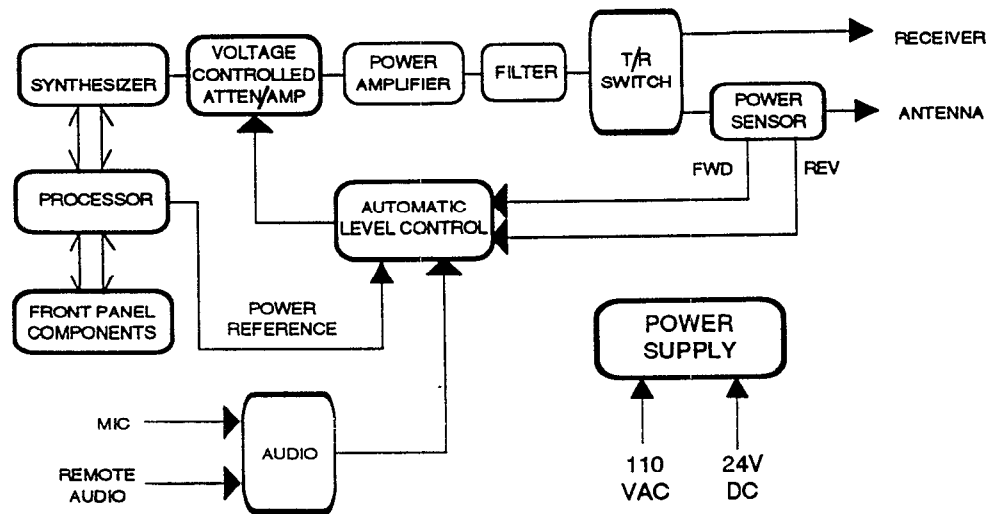 SYNTHESIZER
VOLTAGE
CONTROLLED
ATTEN/AMP
POWER
AMPLIFIER
FILTER
T/R
SWITCH
RECEIVER
POWER
SENSOR
ANTENNA
FWD
REV
PROCESSOR
AUTOMATIC
LEVEL CONTROL
FRONT PANEL
COMPONENTS
POWER
REFERENCE
POWER
SUPPLY
MIC
REMOTE
AUDIO
AUDIO
110
VAC
24V
DC